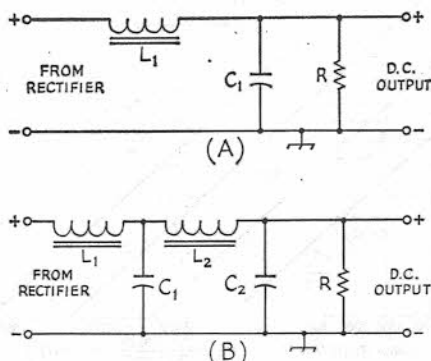 + +
L₁
FROM
RECTIFIER
C₁
R
D.C.
OUTPUT
- -
(A)
+ +
L₁ L₂
FROM
RECTIFIER
C₁ C₂
R
D.C.
OUTPUT
- -
(B)